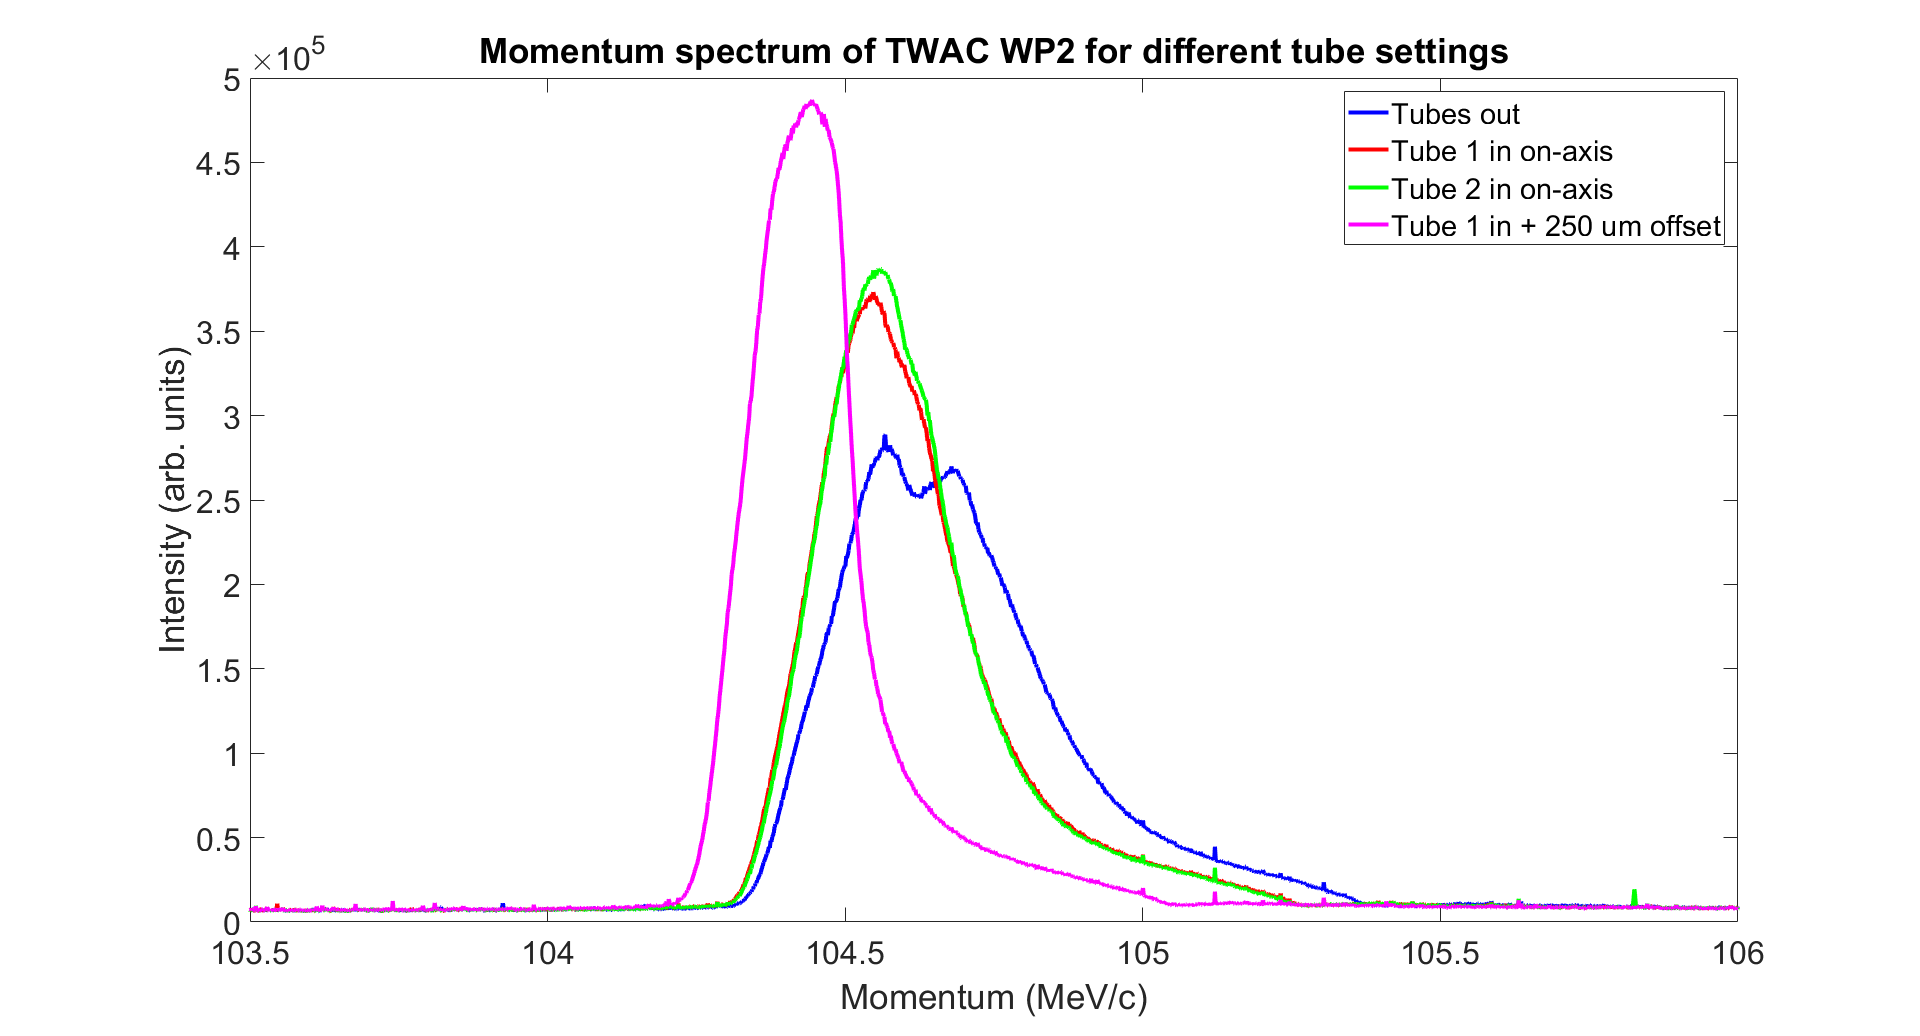 Momentum spectrum of TWAC WP2 for different tube settings
×10⁵
5
4.5
4
3.5
3
2.5
2
1.5
1
0.5
0
Intensity (arb. units)
Tubes out
Tube 1 in on-axis
Tube 2 in on-axis
Tube 1 in + 250 um offset
103.5 104 104.5 105 105.5 106
Momentum (MeV/c)